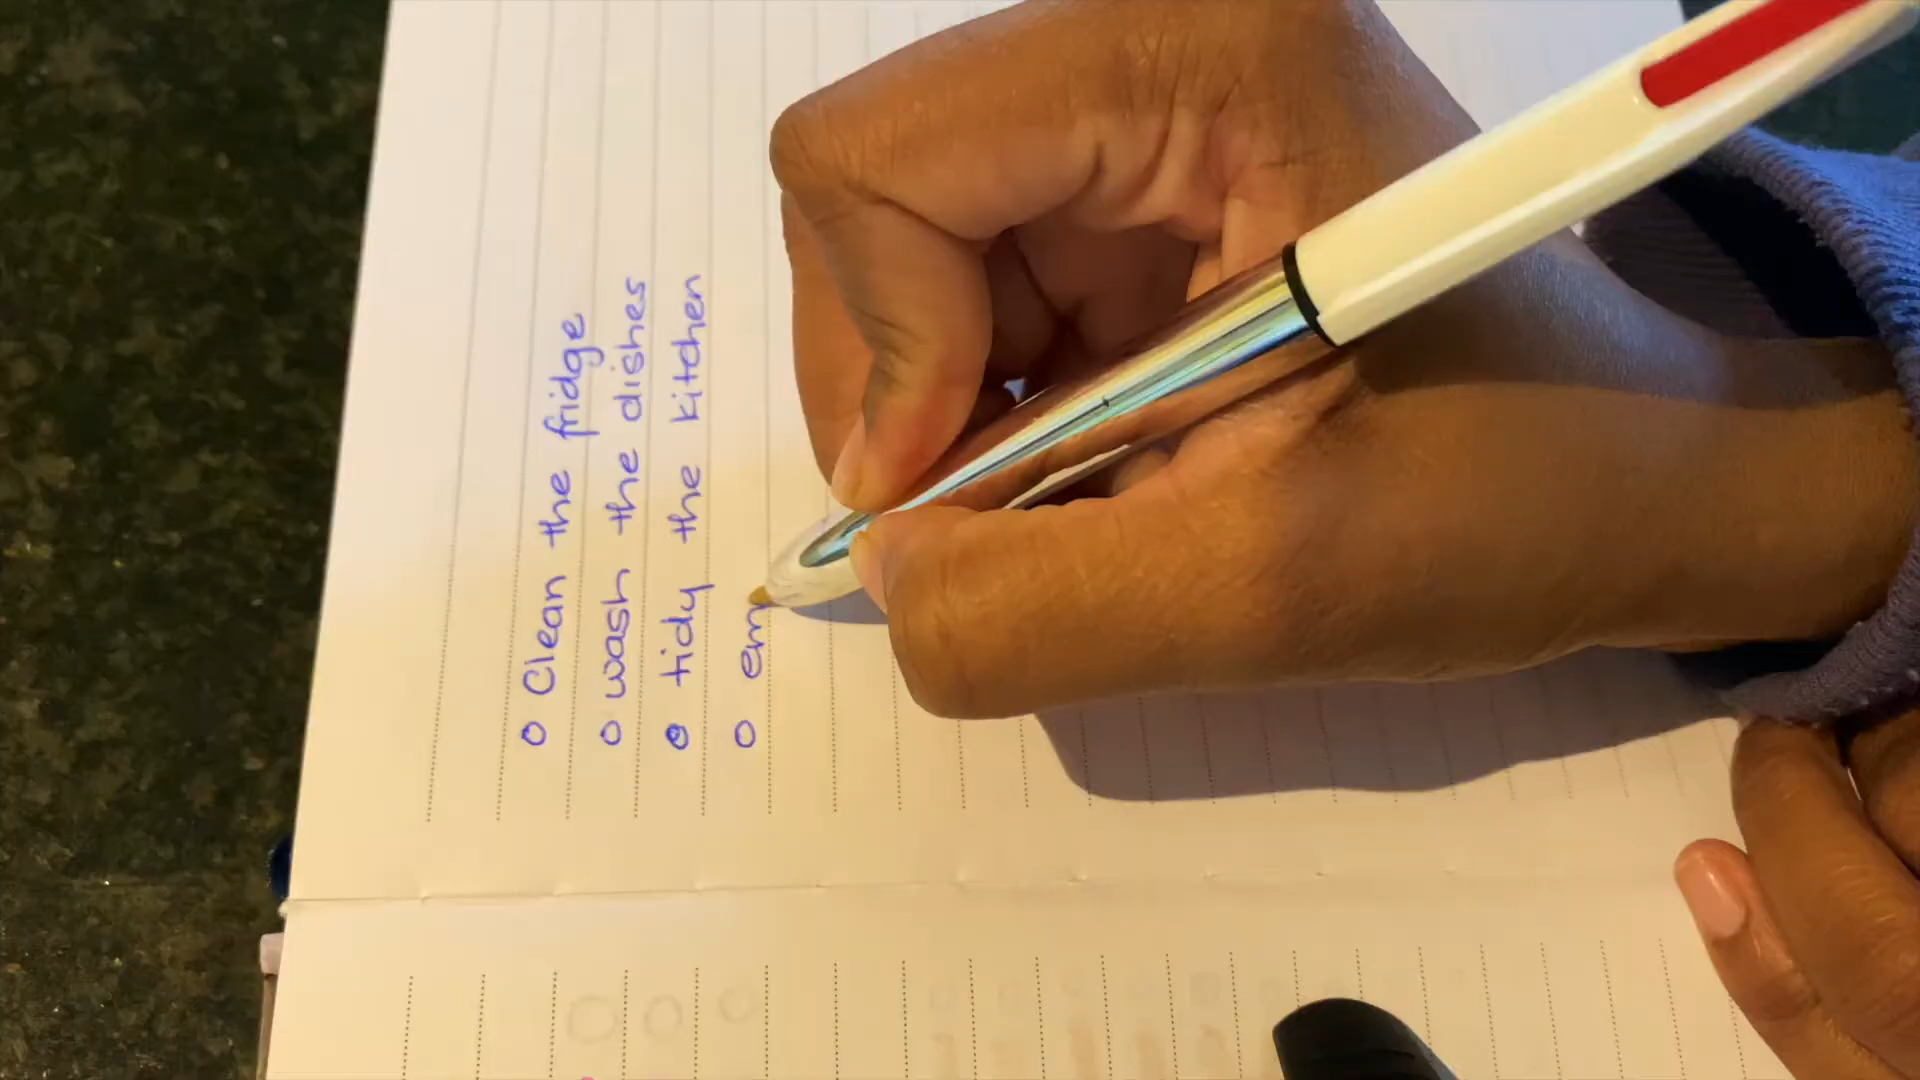 Clean the fridge
wash the dishes
tidy the kitchen
em